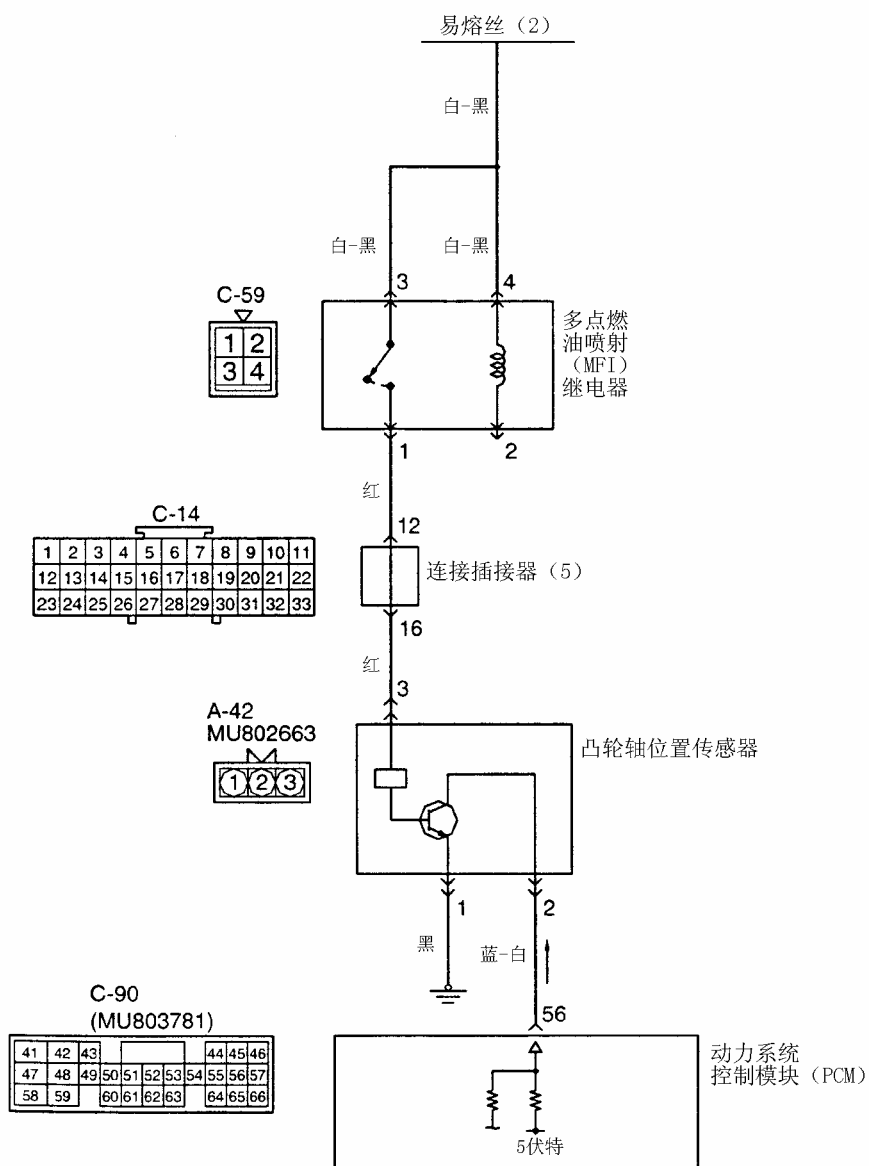 易熔丝（2）
白-黑
白-黑
白-黑
3
4
C-59
1 2
3 4
多点燃
油喷射
（MFI）
继电器
1
2
红
C-14
12
1 2 3 4 5 6 7 8 9 10 11
12 13 14 15 16 17 18 19 20 21 22
23 24 25 26 27 28 29 30 31 32 33
连接插接器（5）
16
红
3
A-42
MU802663
1 2 3
凸轮轴位置传感器
1
2
黑
蓝-白
C-90
(MU803781)
56
41 42 43 44 45 46
47 48 49 50 51 52 53 54 55 56 57
58 59 60 61 62 63 64 65 66
动力系统
控制模块（PCM）
5伏特